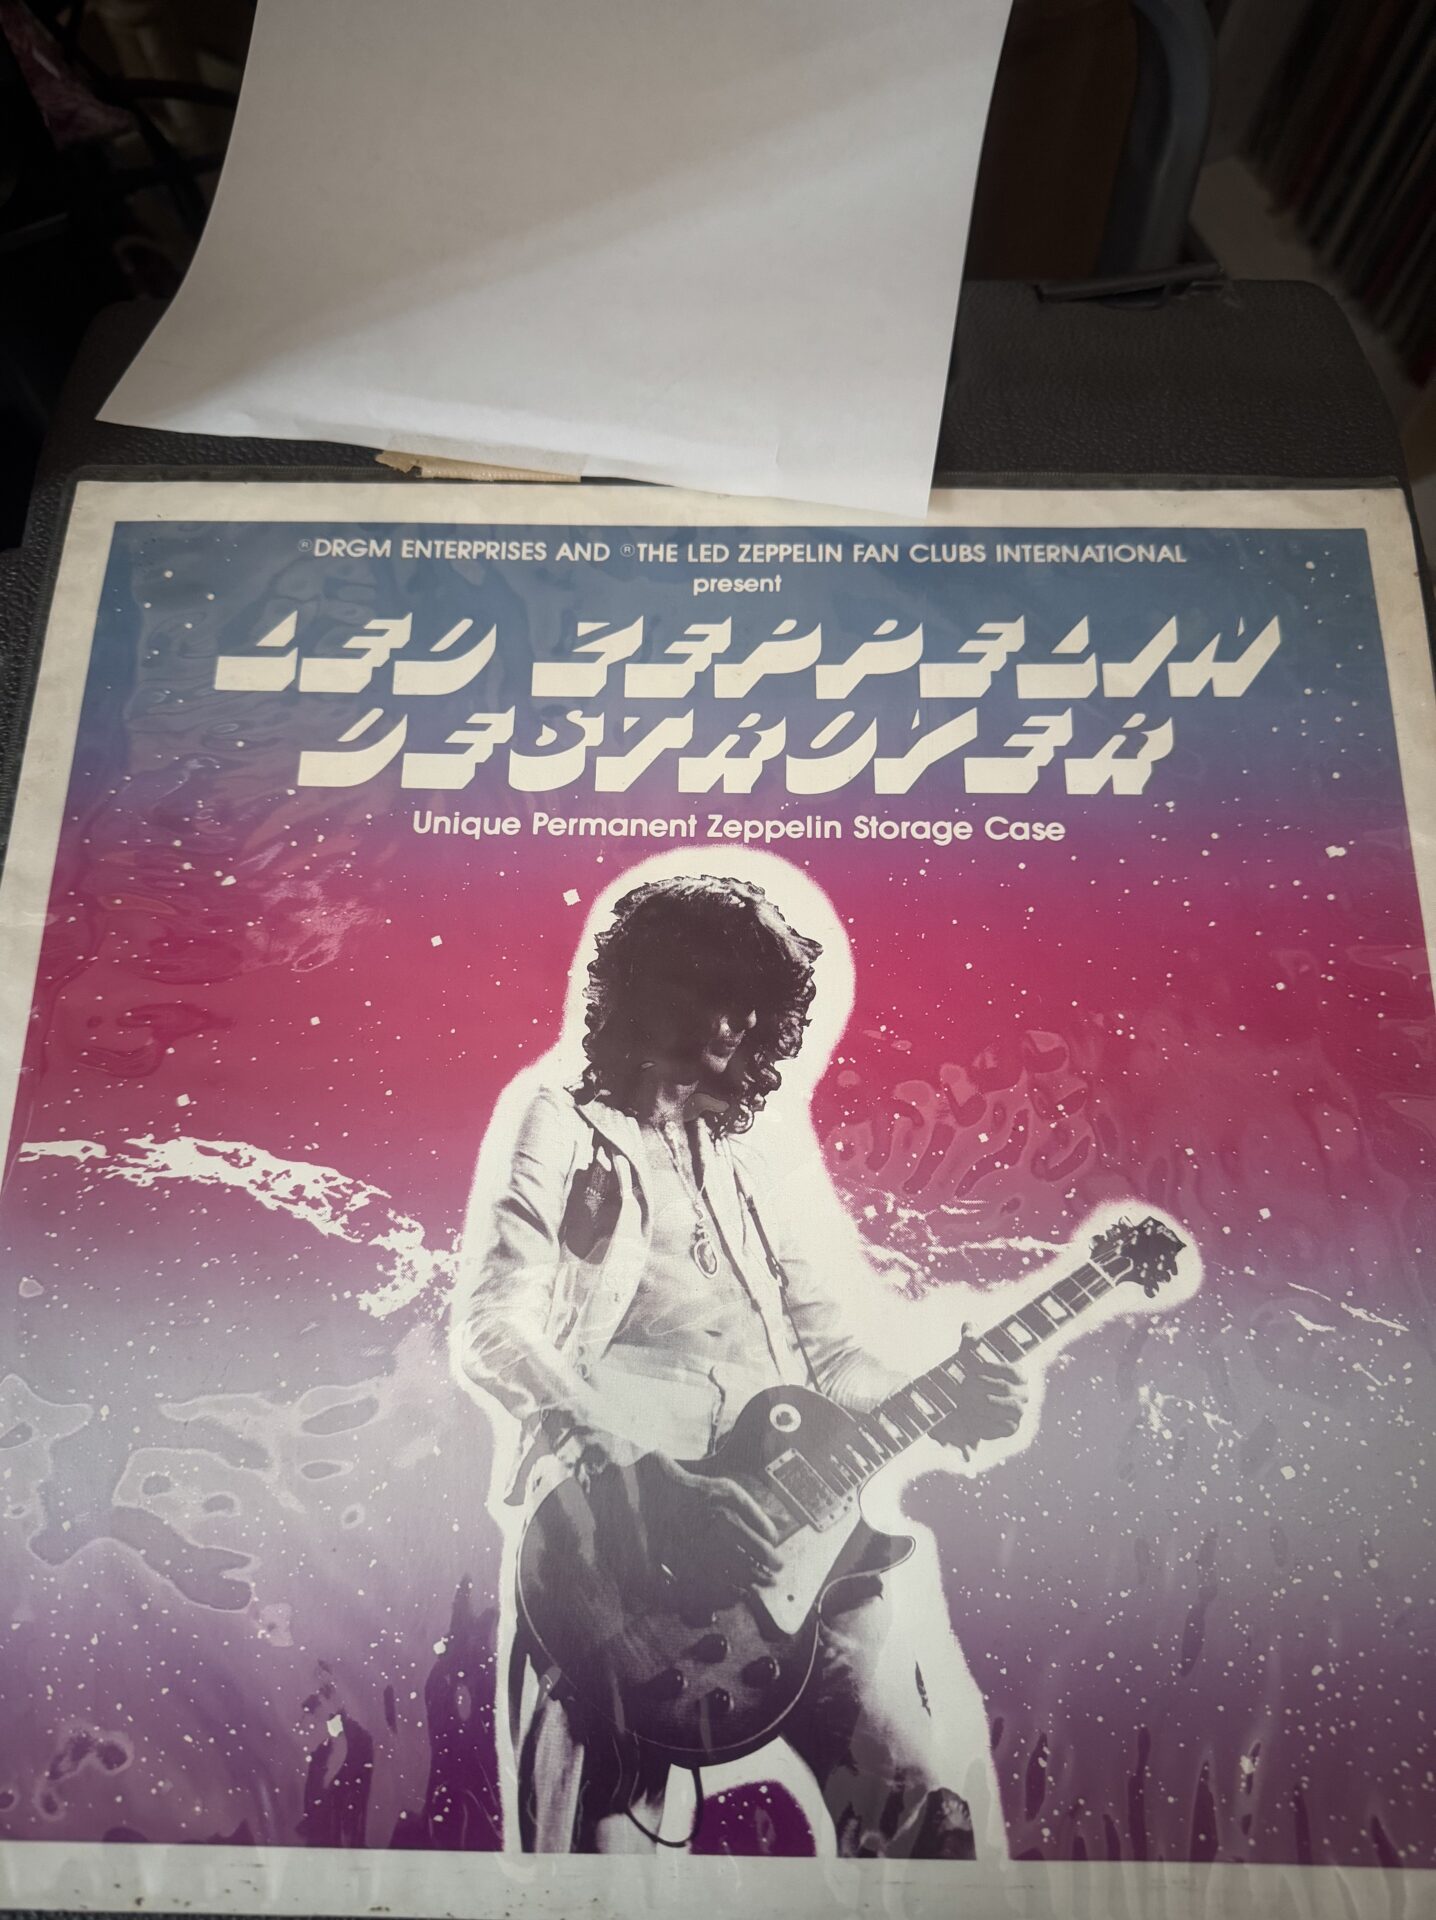 ®DRGM ENTERPRISES AND ®THE LED ZEPPELIN FAN CLUBS INTERNATIONAL
present
LED ZEPPELIN
DESTROYER
Unique Permanent Zeppelin Storage Case